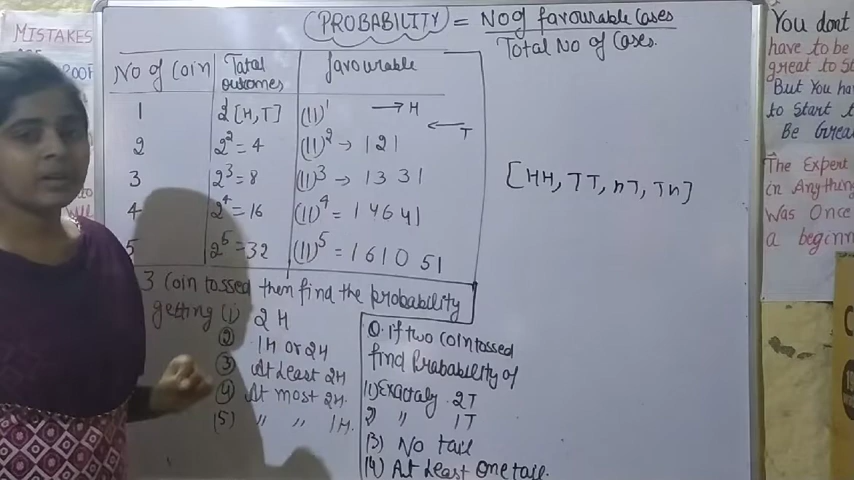 MISTAKES
PROOF
(PROBABILITY) = No of favourable Cases
Total No of Cases.
No of Coin
Total outcomes
favourable
1 2¹ [H,T] (11)¹ → H
← T
2 2² = 4 (11)² → 1 2 1
3 2³ = 8 (11)³ → 1 3 3 1
4 2⁴ = 16 (11)⁴ = 1 4 6 4 1
5 2⁵ = 32 (11)⁵ = 1 6 1 0 5 1
[HH, TT, HT, TH]
3 Coin tossed then find the probability
getting (i) 2 H
② 1H or 2H
③ At Least 2H
④ At most 2H.
(5) " " 1H.
Q. If two Coin tossed
find Probability of
(1) Exactaly 2T
2) " 1T
(3) No tail
(4) At Least One tail.
You dont
have to be
great to St
But You ha
to Start t
Be Grea
The Expert
in Anythin
Was Once
a beginn